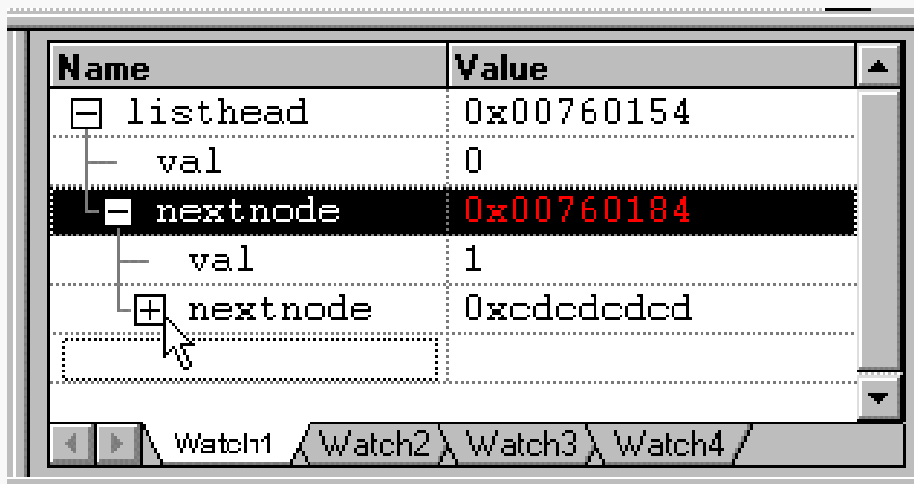 Name Value
listhead 0x00760154
val 0
nextnode 0x00760184
val 1
nextnode 0xcdcdcdcd
Watch1 Watch2 Watch3 Watch4